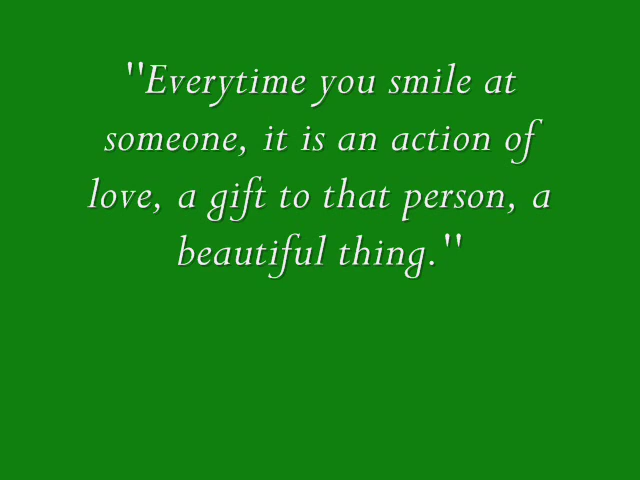 "Everytime you smile at
someone, it is an action of
love, a gift to that person, a
beautiful thing."